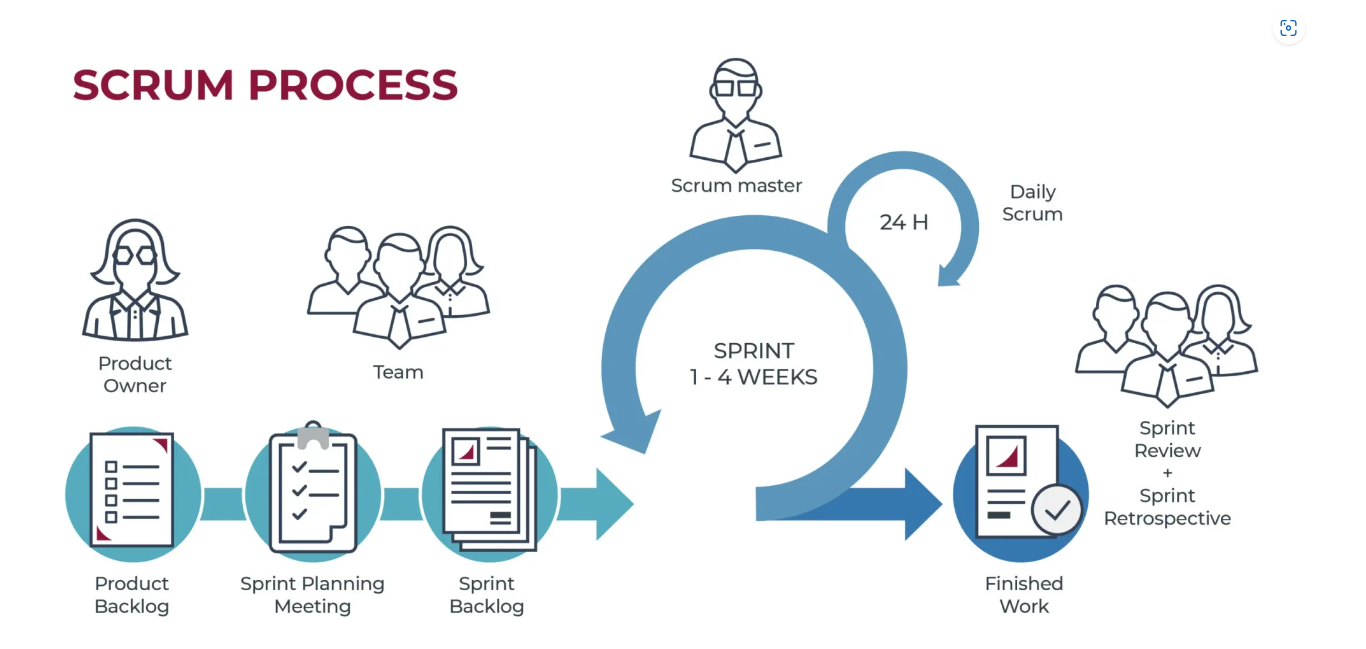 SCRUM PROCESS
Scrum master
Daily
Scrum
24 H
Product
Owner
Team
SPRINT
1 - 4 WEEKS
Sprint
Review
+
Sprint
Retrospective
Product
Backlog
Sprint Planning
Meeting
Sprint
Backlog
Finished
Work